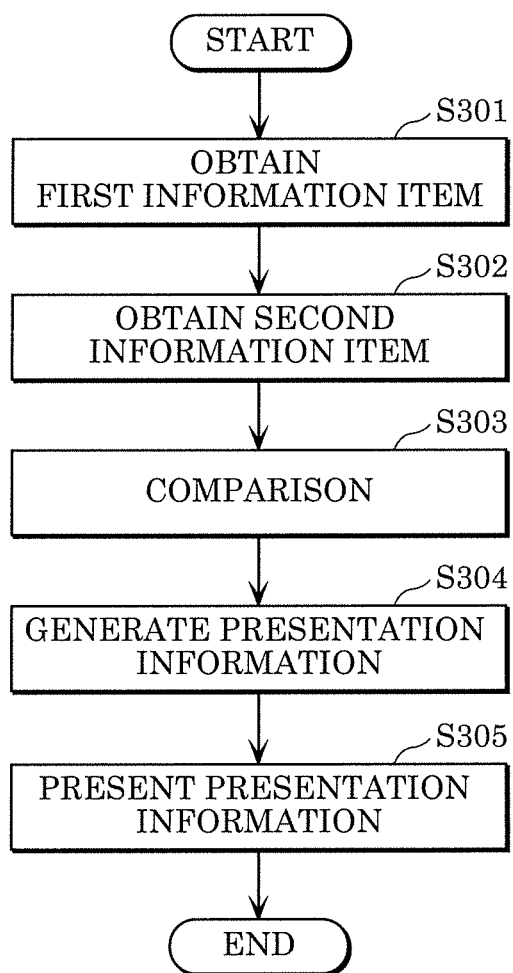 START
S301
OBTAIN
FIRST INFORMATION ITEM
S302
OBTAIN SECOND
INFORMATION ITEM
S303
COMPARISON
S304
GENERATE PRESENTATION
INFORMATION
S305
PRESENT PRESENTATION
INFORMATION
END